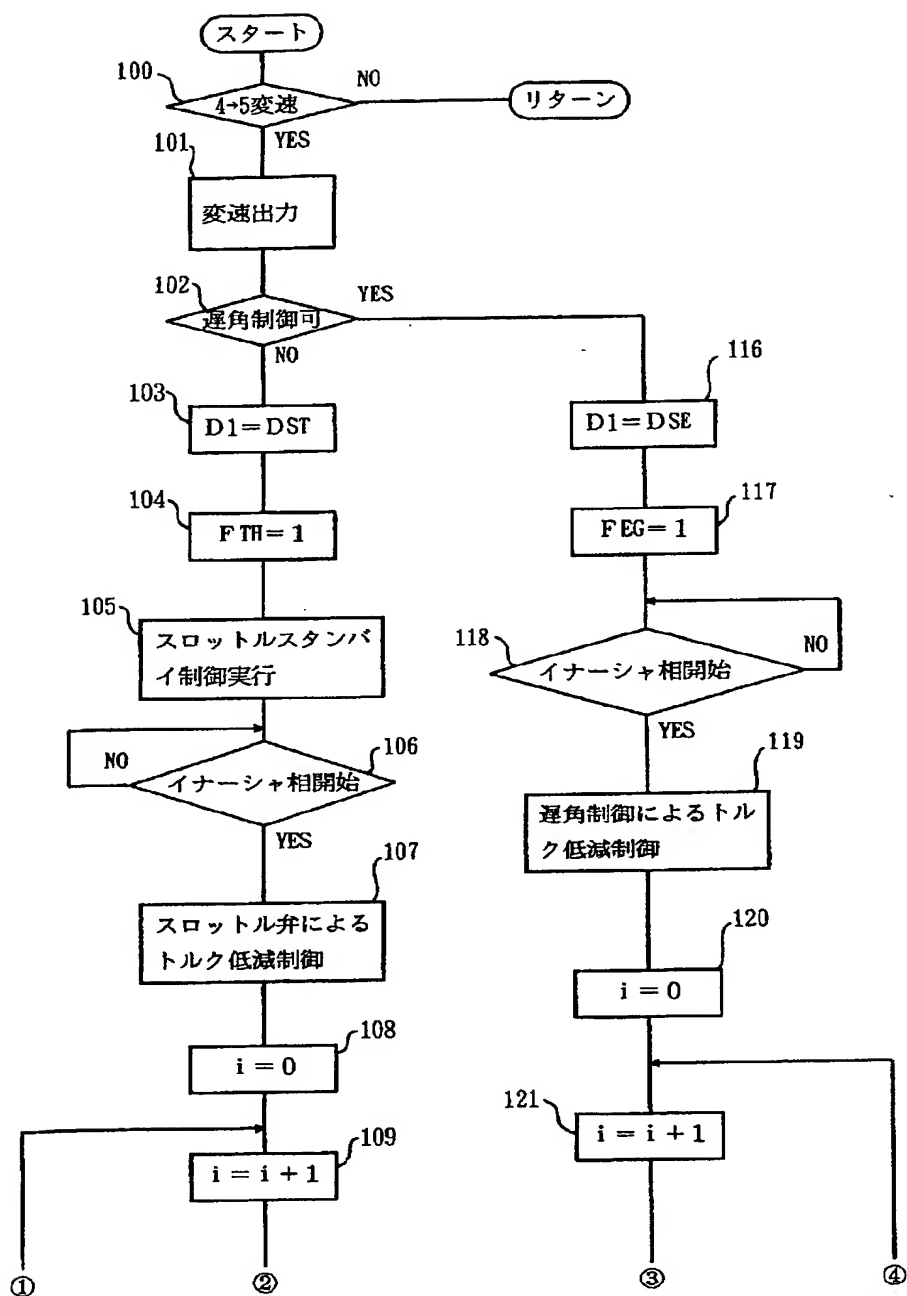 スタート
100
4→5変速
NO
リターン
YES
101
変速出力
102
遅角制御可
YES
NO
103
D1=DST
104
FTH=1
105
スロットルスタンバ
イ制御実行
NO
106
イナーシャ相開始
YES
107
スロットル弁による
トルク低減制御
108
i=0
109
i=i+1
①
②
116
D1=DSE
117
FEG=1
118
イナーシャ相開始
NO
YES
119
遅角制御によるトル
ク低減制御
120
i=0
121
i=i+1
③
④